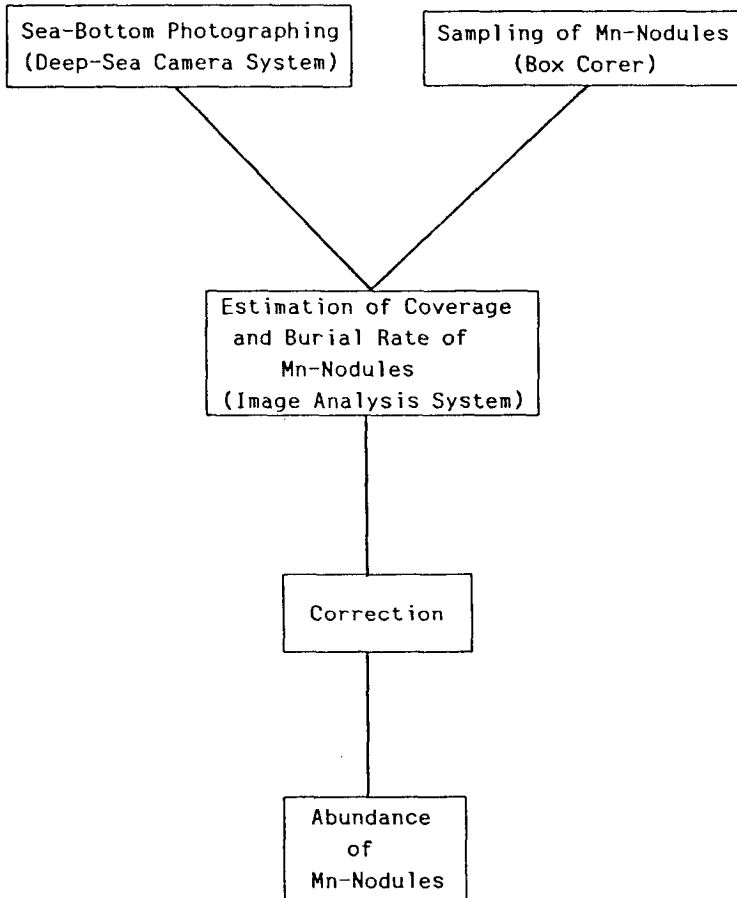 Sea-Bottom Photographing
(Deep-Sea Camera System)
Sampling of Mn-Nodules
(Box Corer)
Estimation of Coverage
and Burial Rate of
Mn-Nodules
(Image Analysis System)
Correction
Abundance
of
Mn-Nodules